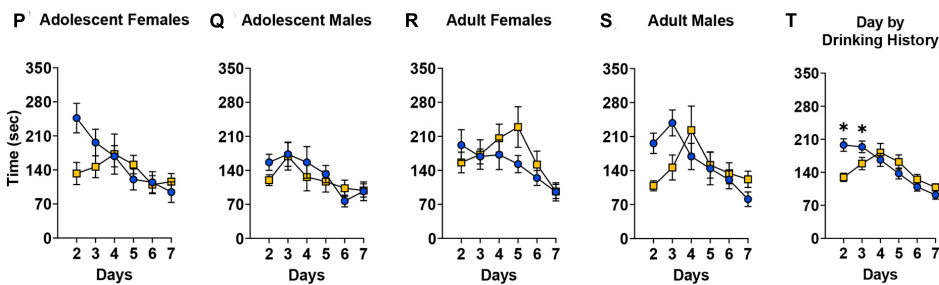 P Adolescent Females
Q Adolescent Males
R Adult Females
S Adult Males
T Day by
Drinking History
Time (sec)
350
280
210
140
70
0
2 3 4 5 6 7
Days
350
280
210
140
70
0
2 3 4 5 6 7
Days
350
280
210
140
70
0
2 3 4 5 6 7
Days
350
280
210
140
70
0
2 3 4 5 6 7
Days
350
280
210
140
70
0
* *
2 3 4 5 6 7
Days